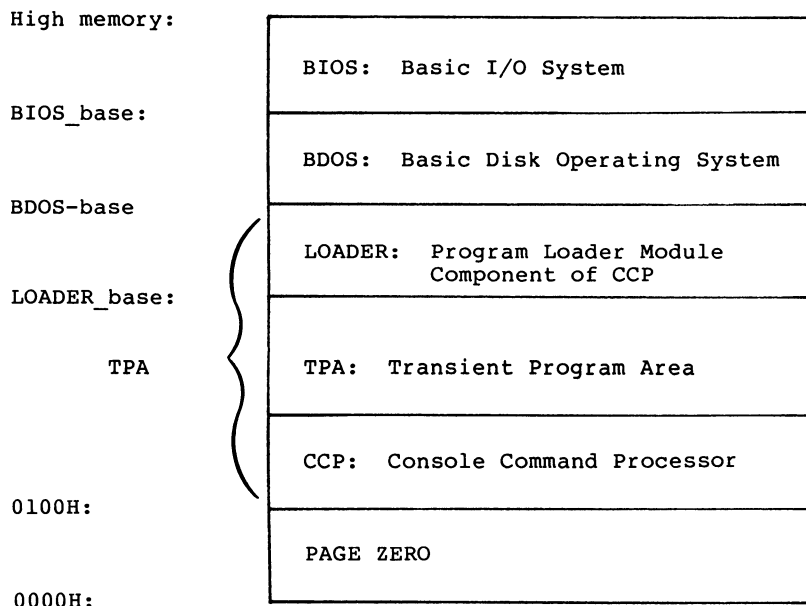 High memory:
BIOS: Basic I/O System
BIOS_base:
BDOS: Basic Disk Operating System
BDOS-base
LOADER: Program Loader Module
Component of CCP
LOADER_base:
TPA
TPA: Transient Program Area
CCP: Console Command Processor
0100H:
PAGE ZERO
0000H: